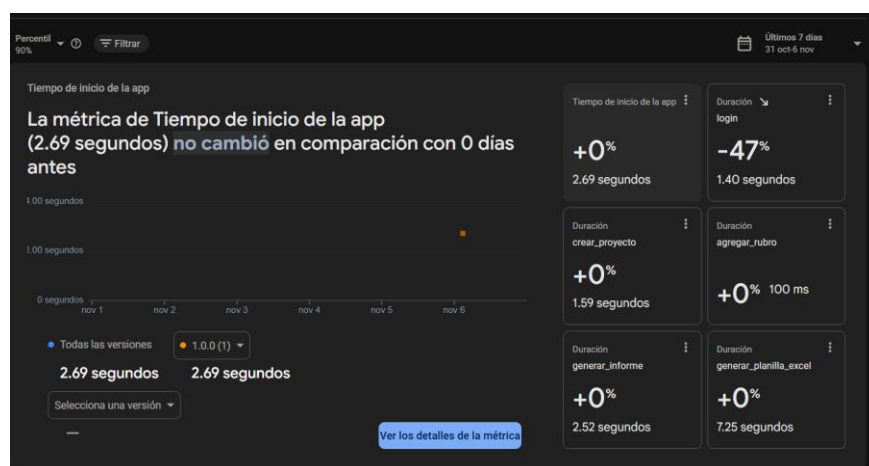 Percentil
90%
Filtrar
Últimos 7 días
31 oct-6 nov
Tiempo de inicio de la app
La métrica de Tiempo de inicio de la app
(2.69 segundos) no cambió en comparación con 0 días
antes
.00 segundos
.00 segundos
0 segundos
nov 1 nov 2 nov 3 nov 4 nov 5 nov 6
Todas las versiones 1.0.0 (1)
2.69 segundos 2.69 segundos
Selecciona una versión
—
Ver los detalles de la métrica
Tiempo de inicio de la app
+0%
2.69 segundos
Duración
login
-47%
1.40 segundos
Duración
crear_proyecto
+0%
1.59 segundos
Duración
agregar_rubro
+0% 100 ms
Duración
generar_informe
+0%
2.52 segundos
Duración
generar_planilla_excel
+0%
7.25 segundos